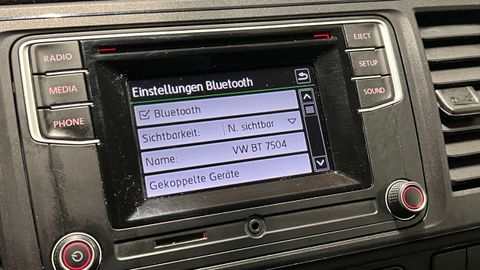 RADIO
MEDIA
PHONE
EJECT
SETUP
SOUND
Einstellungen Bluetooth
Bluetooth
Sichtbarkeit: N. sichtbar
Name: VW BT 7504
Gekoppelte Geräte